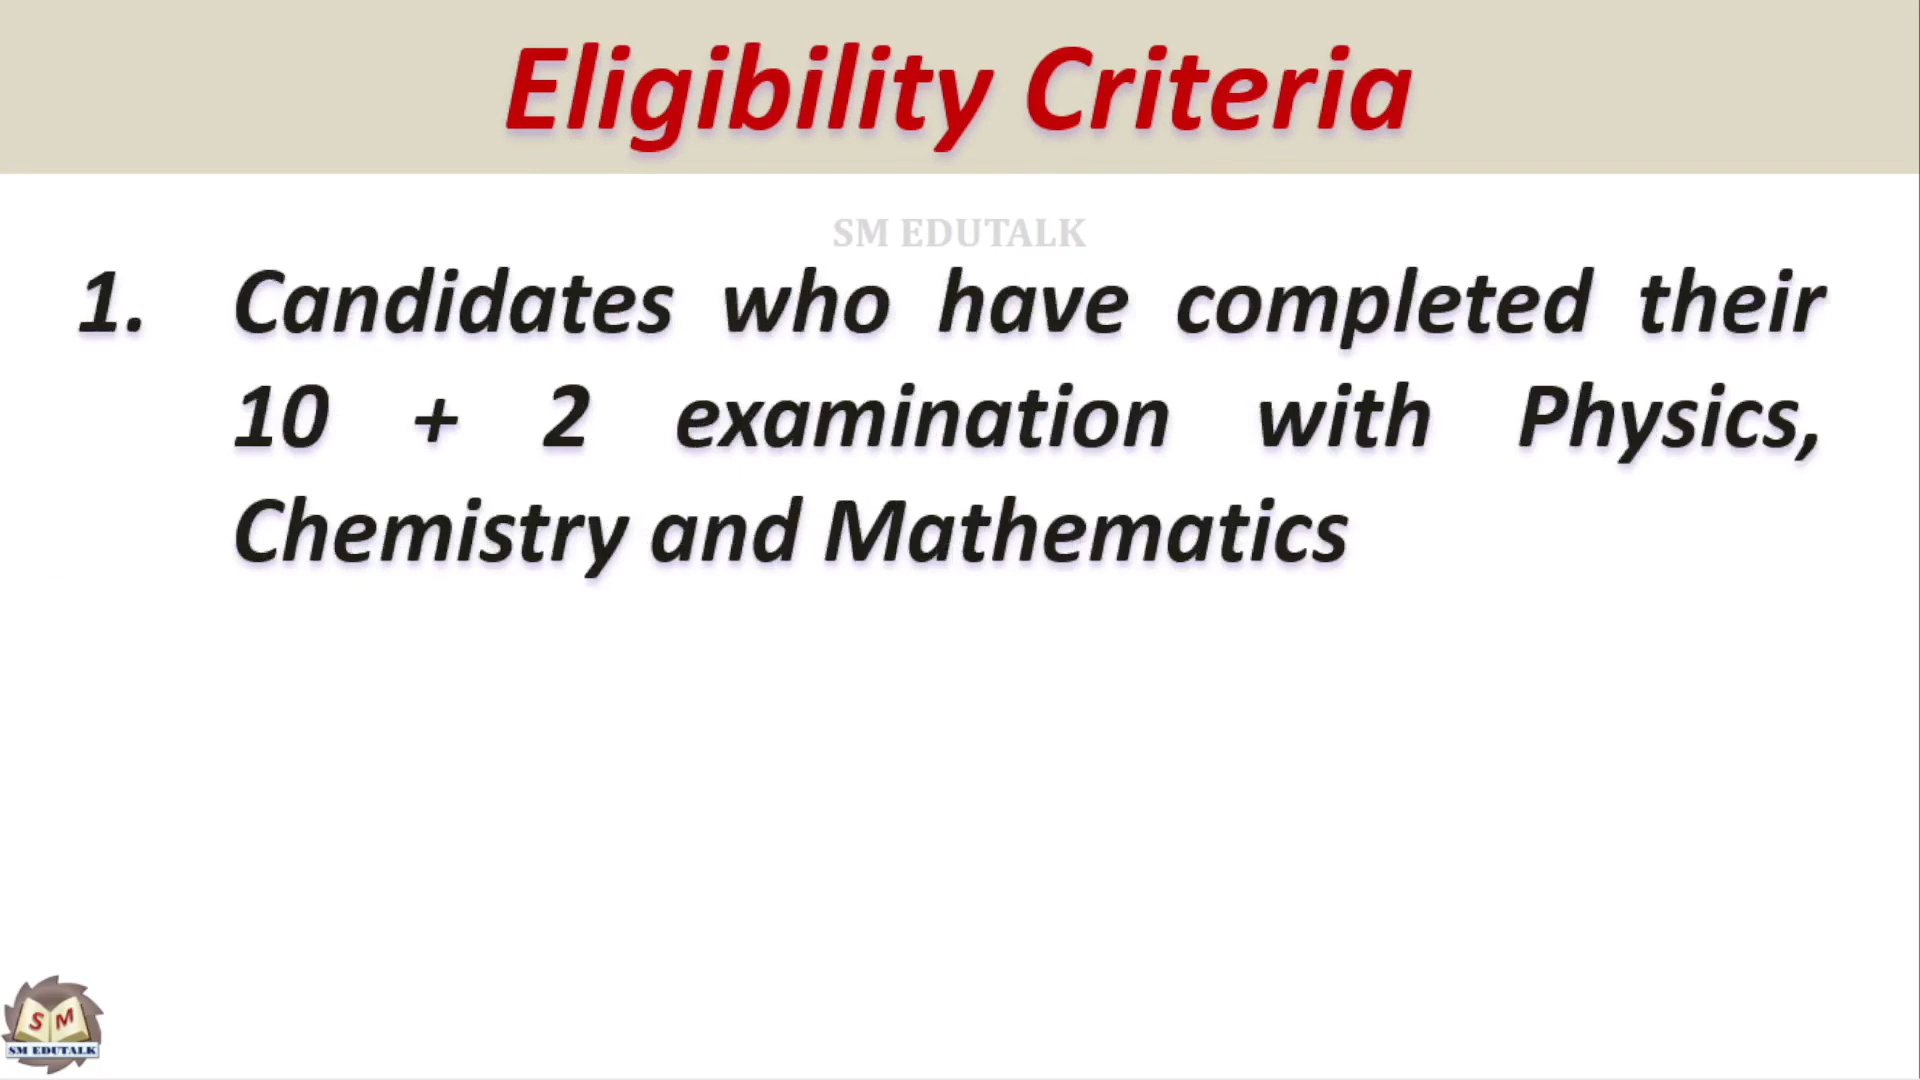 Eligibility Criteria
SM EDUTALK
1. Candidates who have completed their
10 + 2 examination with Physics,
Chemistry and Mathematics
S M
SM EDUTALK